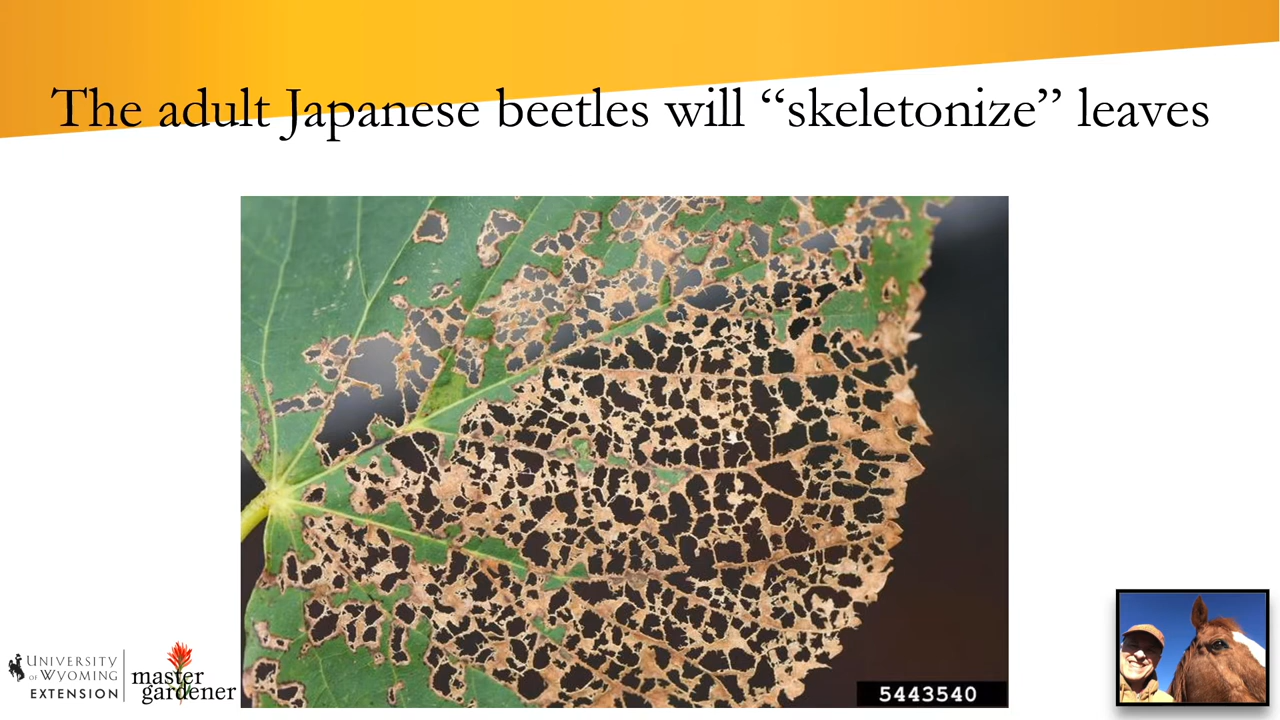 The adult Japanese beetles will “skeletonize” leaves
UNIVERSITY
OF WYOMING
EXTENSION
master
gardener
5443540